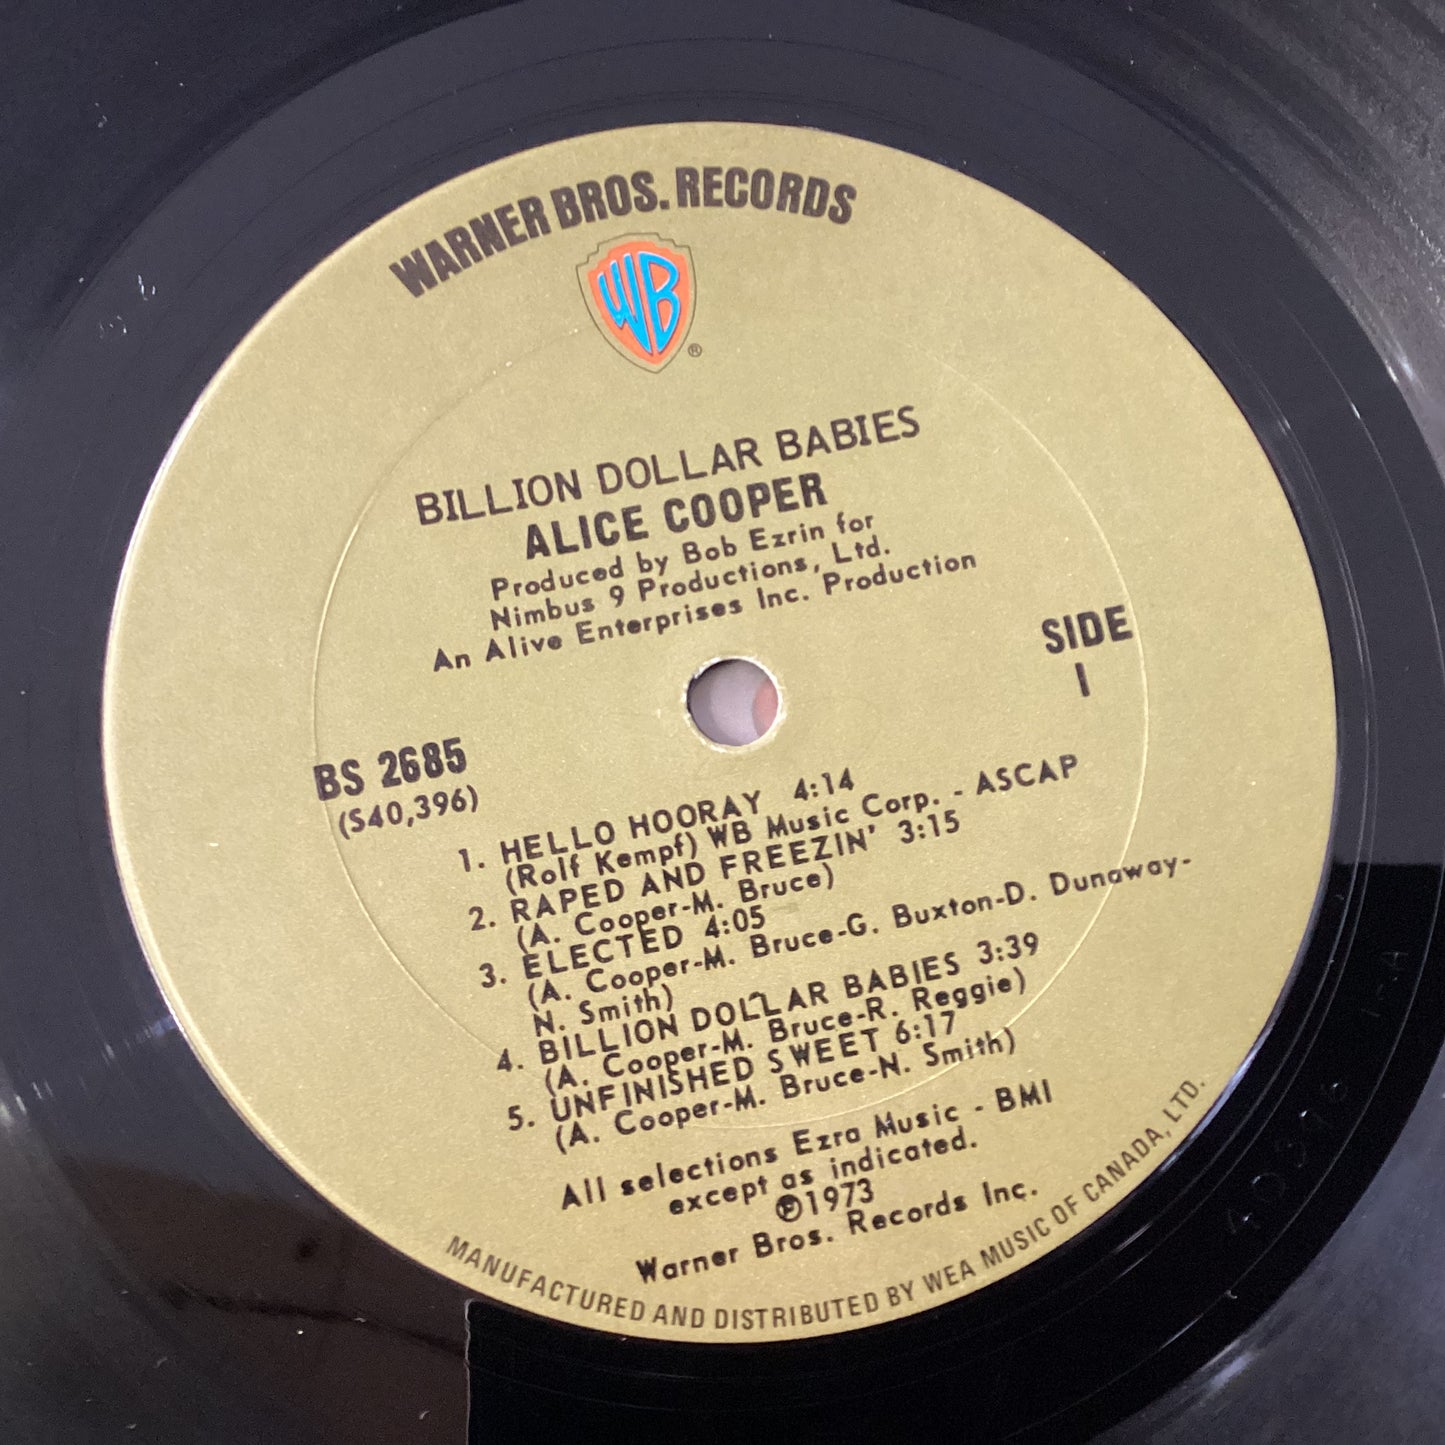 WARNER BROS. RECORDS
WB
®
BILLION DOLLAR BABIES
ALICE COOPER
Produced by Bob Ezrin for
Nimbus 9 Productions, Ltd.
An Alive Enterprises Inc. Production
SIDE
1
BS 2685
(S40,396)
1. HELLO HOORAY 4:14
(Rolf Kempf) WB Music Corp. - ASCAP
2. RAPED AND FREEZIN' 3:15
(A. Cooper-M. Bruce)
3. ELECTED 4:05
(A. Cooper-M. Bruce-G. Buxton-D. Dunaway-
N. Smith)
4. BILLION DOLLAR BABIES 3:39
(A. Cooper-M. Bruce-R. Reggie)
5. UNFINISHED SWEET 6:17
(A. Cooper-M. Bruce-N. Smith)
All selections Ezra Music - BMI
except as indicated.
℗1973
Warner Bros. Records Inc.
MANUFACTURED AND DISTRIBUTED BY WEA MUSIC OF CANADA, LTD.